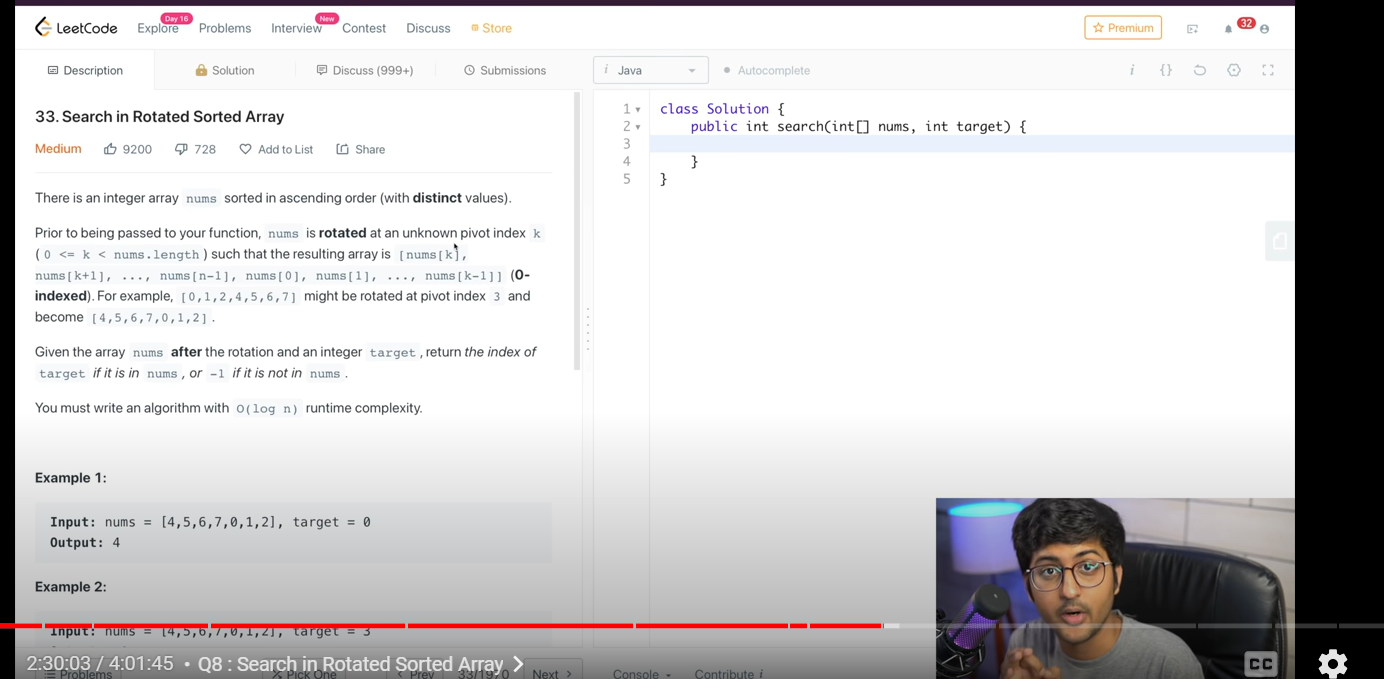 LeetCode Explore Day 16 Problems Interview New Contest Discuss Store Premium 32
Description Solution Discuss (999+) Submissions i Java Autocomplete i {}
33. Search in Rotated Sorted Array
Medium 9200 728 Add to List Share
There is an integer array nums sorted in ascending order (with distinct values).
Prior to being passed to your function, nums is rotated at an unknown pivot index k
(0 <= k < nums.length) such that the resulting array is [nums[k],
nums[k+1], ..., nums[n-1], nums[0], nums[1], ..., nums[k-1]] (0-
indexed). For example, [0,1,2,4,5,6,7] might be rotated at pivot index 3 and
become [4,5,6,7,0,1,2].
Given the array nums after the rotation and an integer target, return the index of
target if it is in nums, or -1 if it is not in nums.
You must write an algorithm with O(log n) runtime complexity.
Example 1:
Input: nums = [4,5,6,7,0,1,2], target = 0
Output: 4
Example 2:
Input: nums = [4,5,6,7,0,1,2], target = 3
1 class Solution {
2 public int search(int[] nums, int target) {
3
4 }
5 }
2:30:03 / 4:01:45 • Q8 : Search in Rotated Sorted Array
CC
Problems Pick One Prev 33/1970 Next Console Contribute i